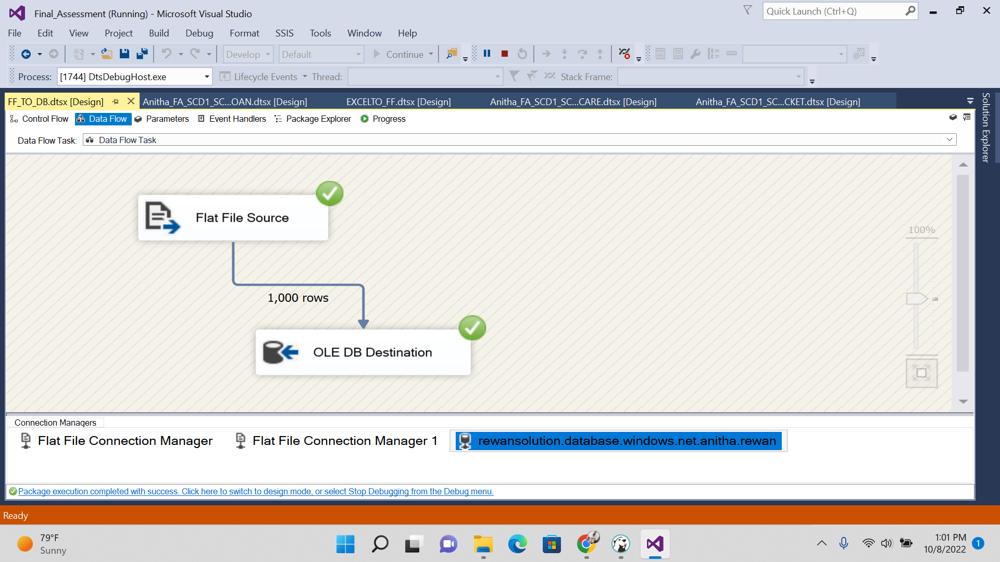 Final_Assessment (Running) - Microsoft Visual Studio
Quick Launch (Ctrl+Q)
File Edit View Project Build Debug Format SSIS Tools Window Help
Develop Default Continue
Process: [1744] DtsDebugHost.exe Lifecycle Events Thread: Stack Frame:
FF_TO_DB.dtsx [Design] Anitha_FA_SCD1_SC...OAN.dtsx [Design] EXCELTO_FF.dtsx [Design] Anitha_FA_SCD1_SC...CARE.dtsx [Design] Anitha_FA_SCD1_SC...CKET.dtsx [Design]
Solution Explorer
Control Flow Data Flow Parameters Event Handlers Package Explorer Progress
Data Flow Task: Data Flow Task
Flat File Source
100%
1,000 rows
OLE DB Destination
Connection Managers
Flat File Connection Manager Flat File Connection Manager 1 rewansolution.database.windows.net.anitha.rewan
Package execution completed with success. Click here to switch to design mode, or select Stop Debugging from the Debug menu.
Ready
79°F
Sunny
1:01 PM
10/8/2022
1